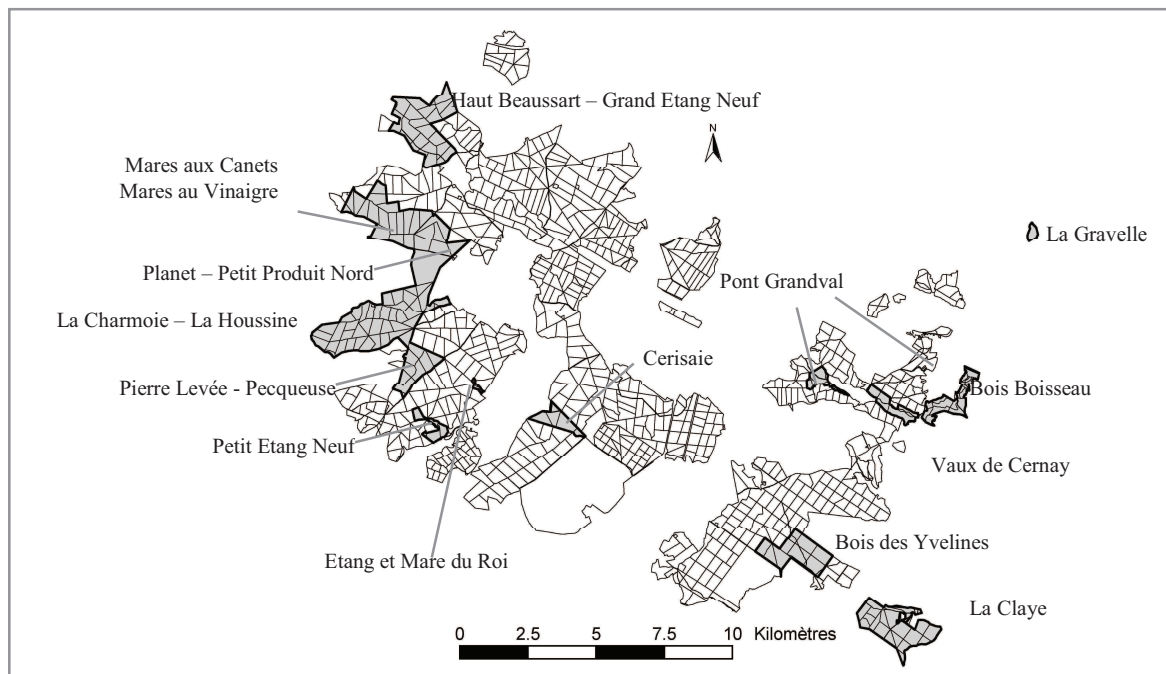 Haut Beaussart – Grand Etang Neuf
N
Mares aux Canets
Mares au Vinaigre
La Gravelle
Planet – Petit Produit Nord
Pont Grandval
La Charmoie – La Houssine
Cerisaie
Pierre Levée - Pecqueuse
Bois Boisseau
Petit Etang Neuf
Vaux de Cernay
Etang et Mare du Roi
Bois des Yvelines
La Claye
0 2.5 5 7.5 10 Kilomètres